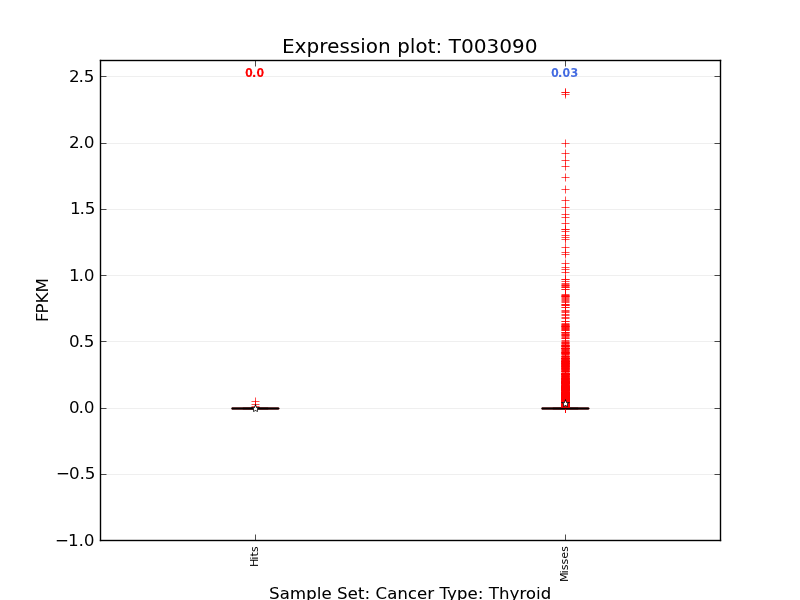 Expression plot: T003090
0.0 0.03
2.5
2.0
1.5
1.0
0.5
0.0
−0.5
−1.0
FPKM
Hits Misses
Sample Set: Cancer Type: Thyroid